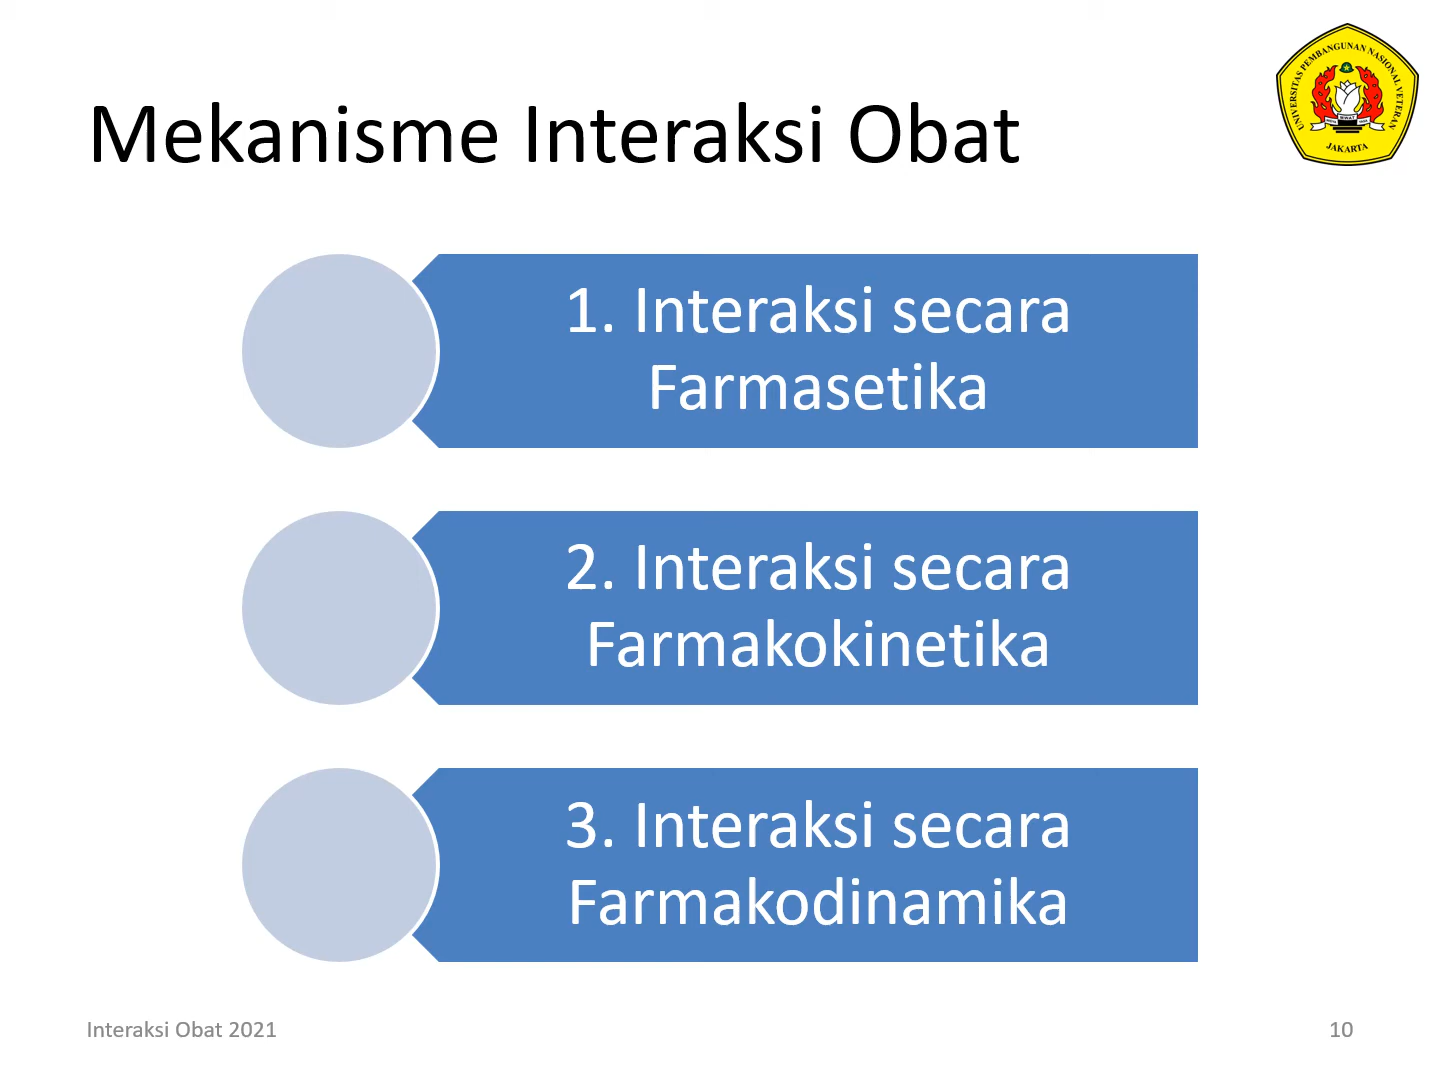 Mekanisme Interaksi Obat
UNIVERSITAS PEMBANGUNAN NASIONAL VETERAN
JAKARTA
1. Interaksi secara
Farmasetika
2. Interaksi secara
Farmakokinetika
3. Interaksi secara
Farmakodinamika
Interaksi Obat 2021
10